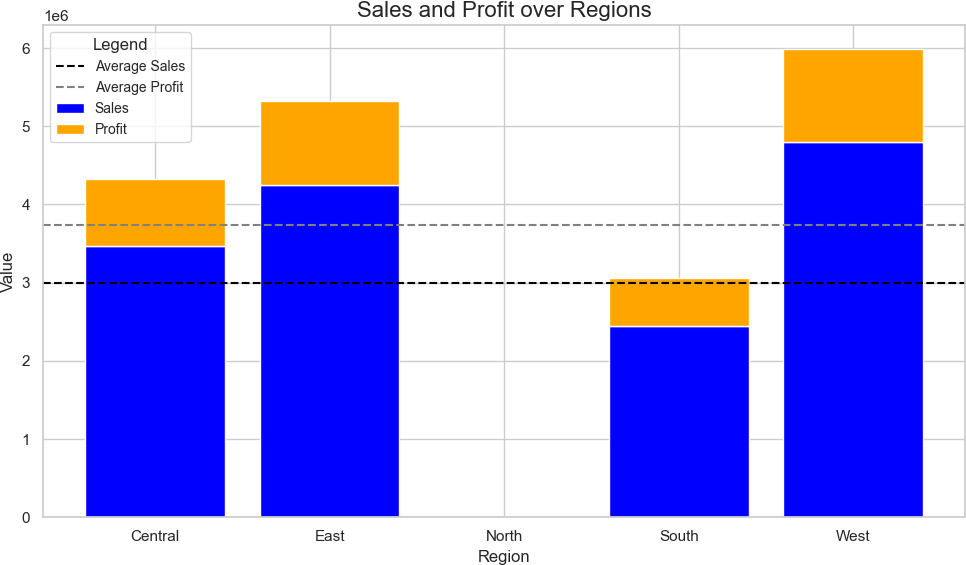 Sales and Profit over Regions
1e6
Legend
Average Sales
Average Profit
Sales
Profit
6
5
4
3
2
1
0
Value
Central East North South West
Region